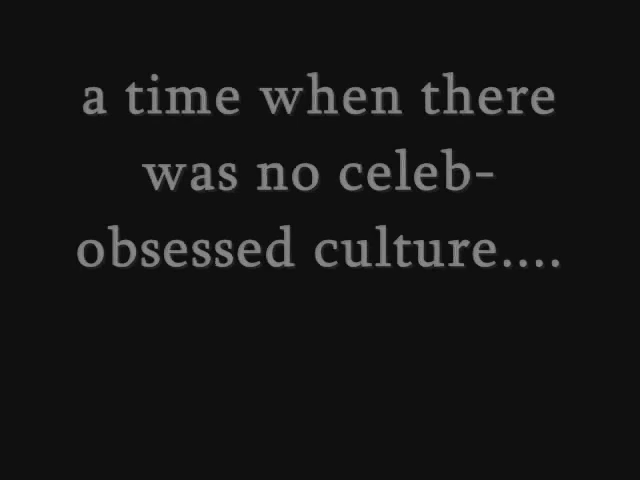 a time when there
was no celeb-
obsessed culture....